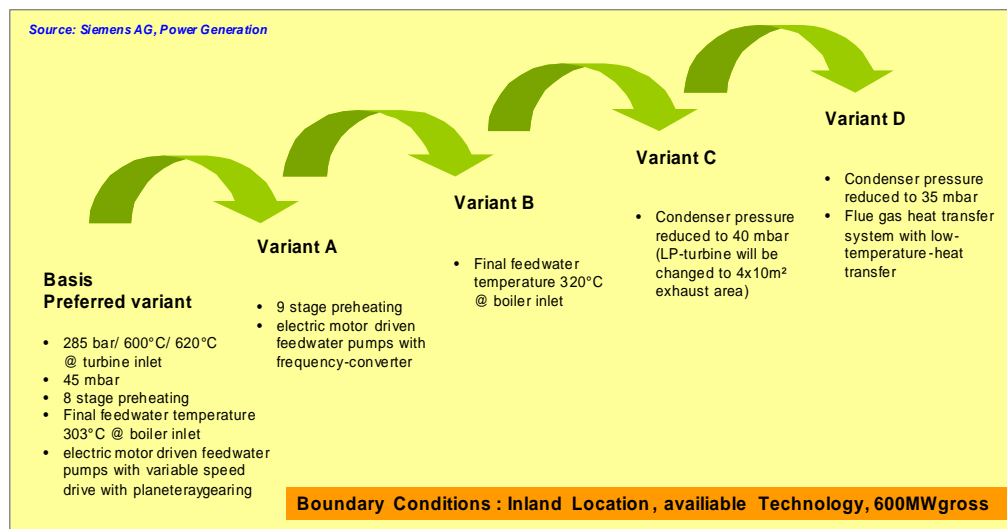 Source: Siemens AG, Power Generation
Basis
Preferred variant
• 285 bar/ 600°C/ 620°C
@ turbine inlet
• 45 mbar
• 8 stage preheating
• Final feedwater temperature
303°C @ boiler inlet
• electric motor driven feedwater
pumps with variable speed
drive with planeteraygearing
Variant A
• 9 stage preheating
• electric motor driven
feedwater pumps with
frequency-converter
Variant B
• Final feedwater
temperature 320°C
@ boiler inlet
Variant C
• Condenser pressure
reduced to 40 mbar
(LP-turbine will be
changed to 4x10m²
exhaust area)
Variant D
• Condenser pressure
reduced to 35 mbar
• Flue gas heat transfer
system with low-
temperature-heat
transfer
Boundary Conditions : Inland Location , availiable Technology, 600MWgross